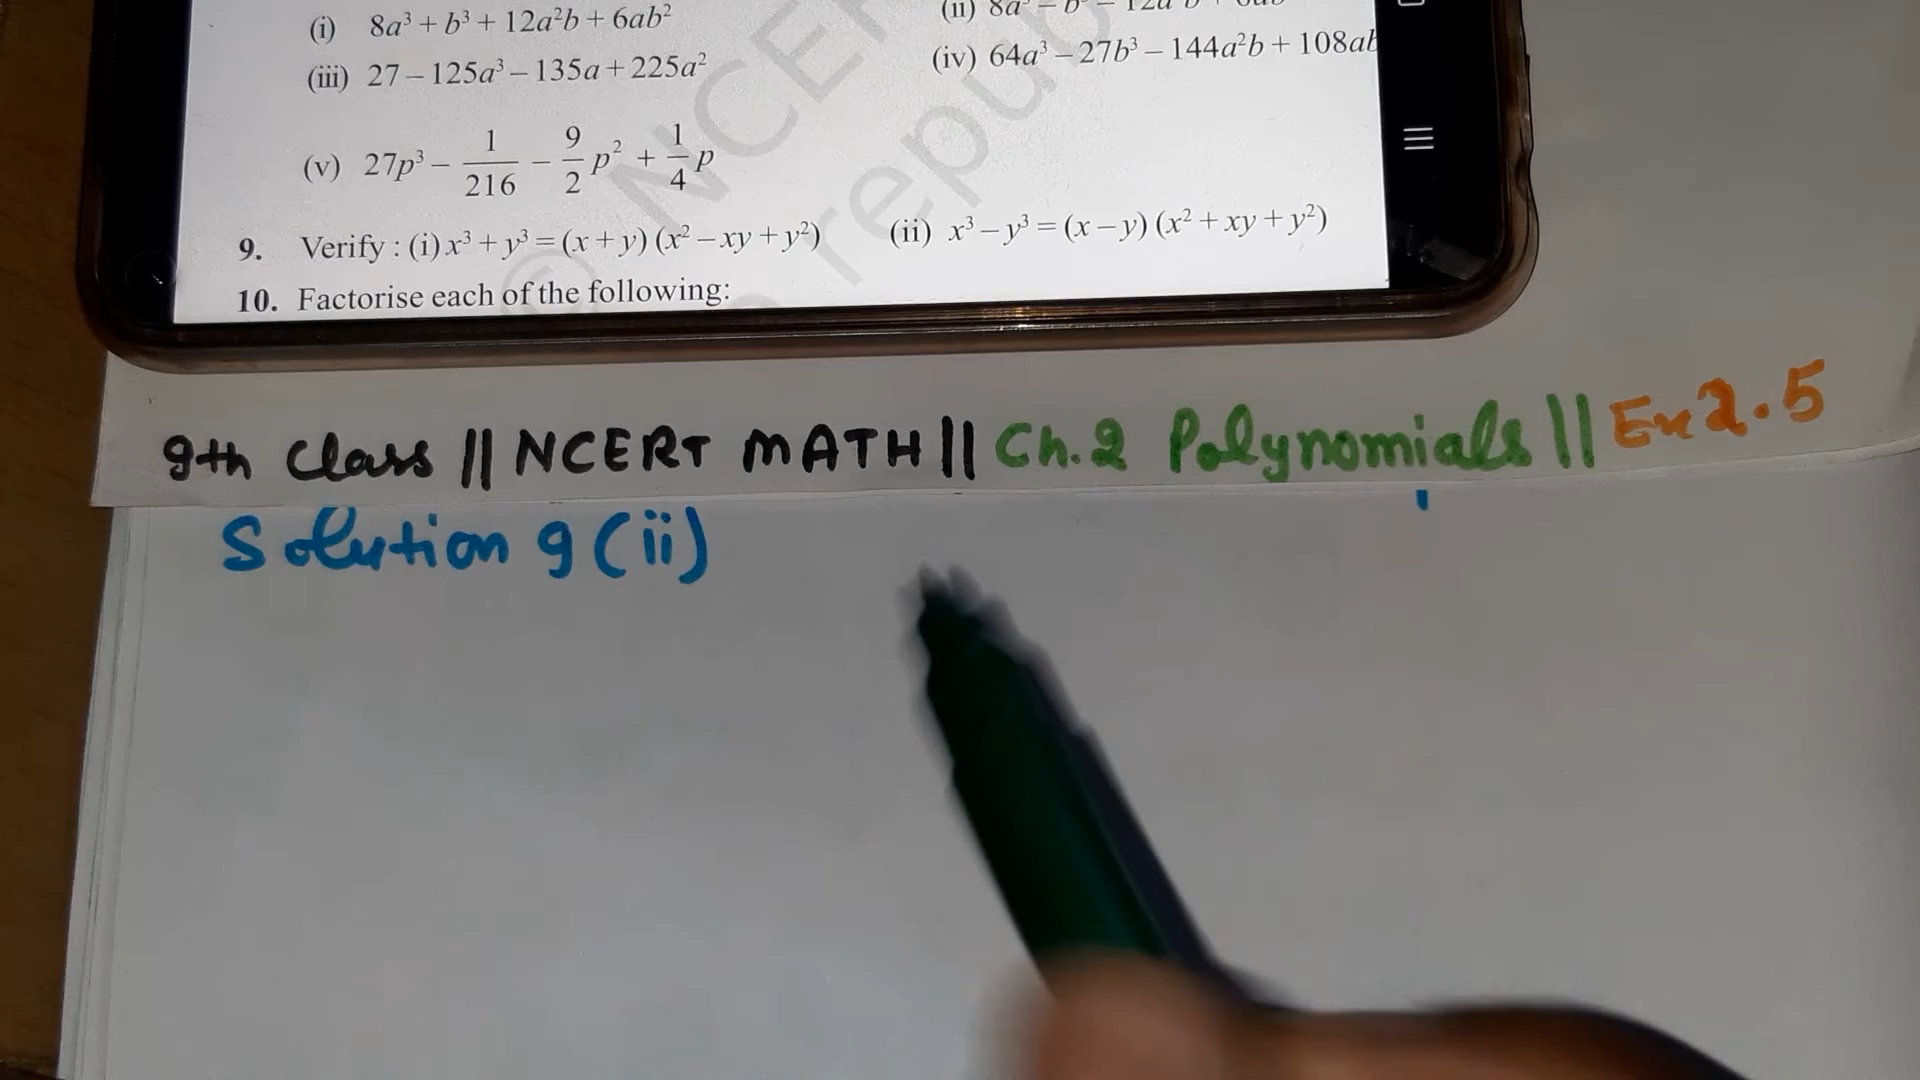 (i) 8a³ + b³ + 12a²b + 6ab²
(iii) 27 – 125a³ – 135a + 225a²
(iv) 64a³ – 27b³ – 144a²b + 108ab
(v) 27p³ – 1/216 – 9/2 p² + 1/4 p
9. Verify : (i) x³ + y³ = (x + y) (x² – xy + y²) (ii) x³ – y³ = (x – y) (x² + xy + y²)
10. Factorise each of the following:
9th Class || NCERT MATH || Ch.2 Polynomials || Ex 2.5
Solution 9 (ii)